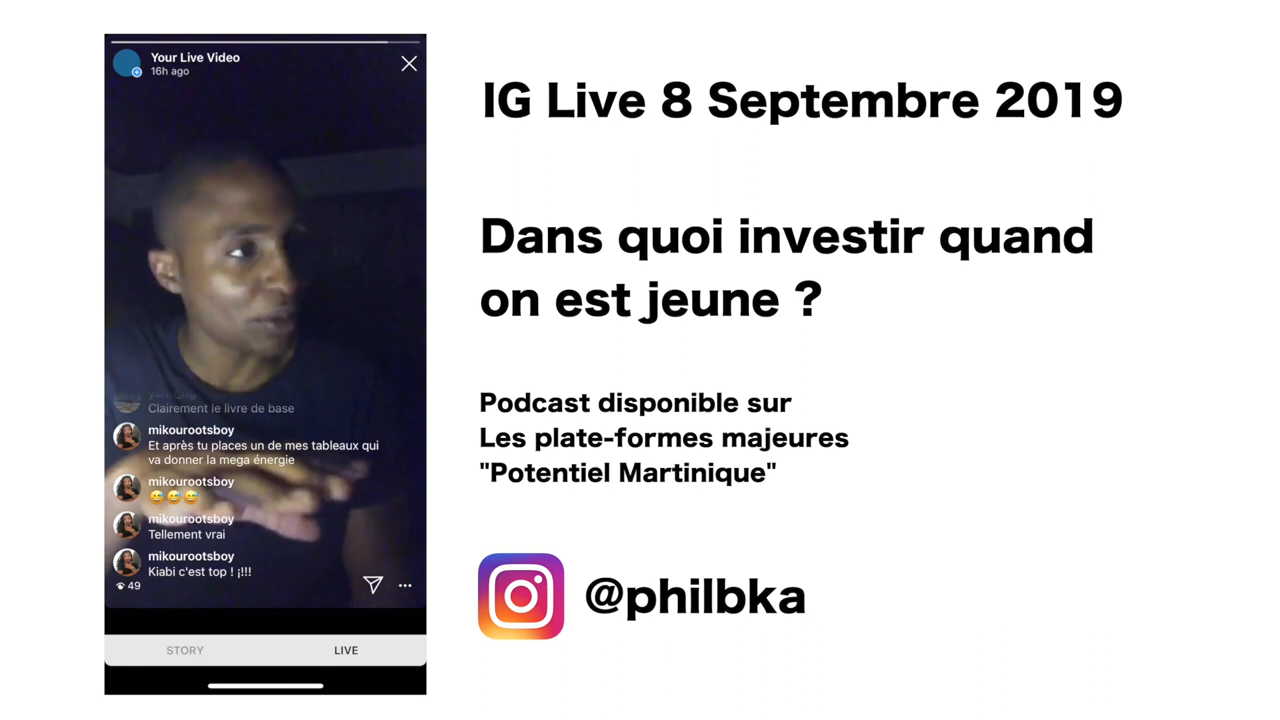 Your Live Video
16h ago
Clairement le livre de base
mikourootsboy
Et après tu places un de mes tableaux qui
va donner la mega énergie
mikourootsboy
😅😅😅
mikourootsboy
Tellement vrai
mikourootsboy
Kiabi c'est top ! ¡!!!
49
STORY
LIVE
IG Live 8 Septembre 2019
Dans quoi investir quand
on est jeune ?
Podcast disponible sur
Les plate-formes majeures
"Potentiel Martinique"
@philbka